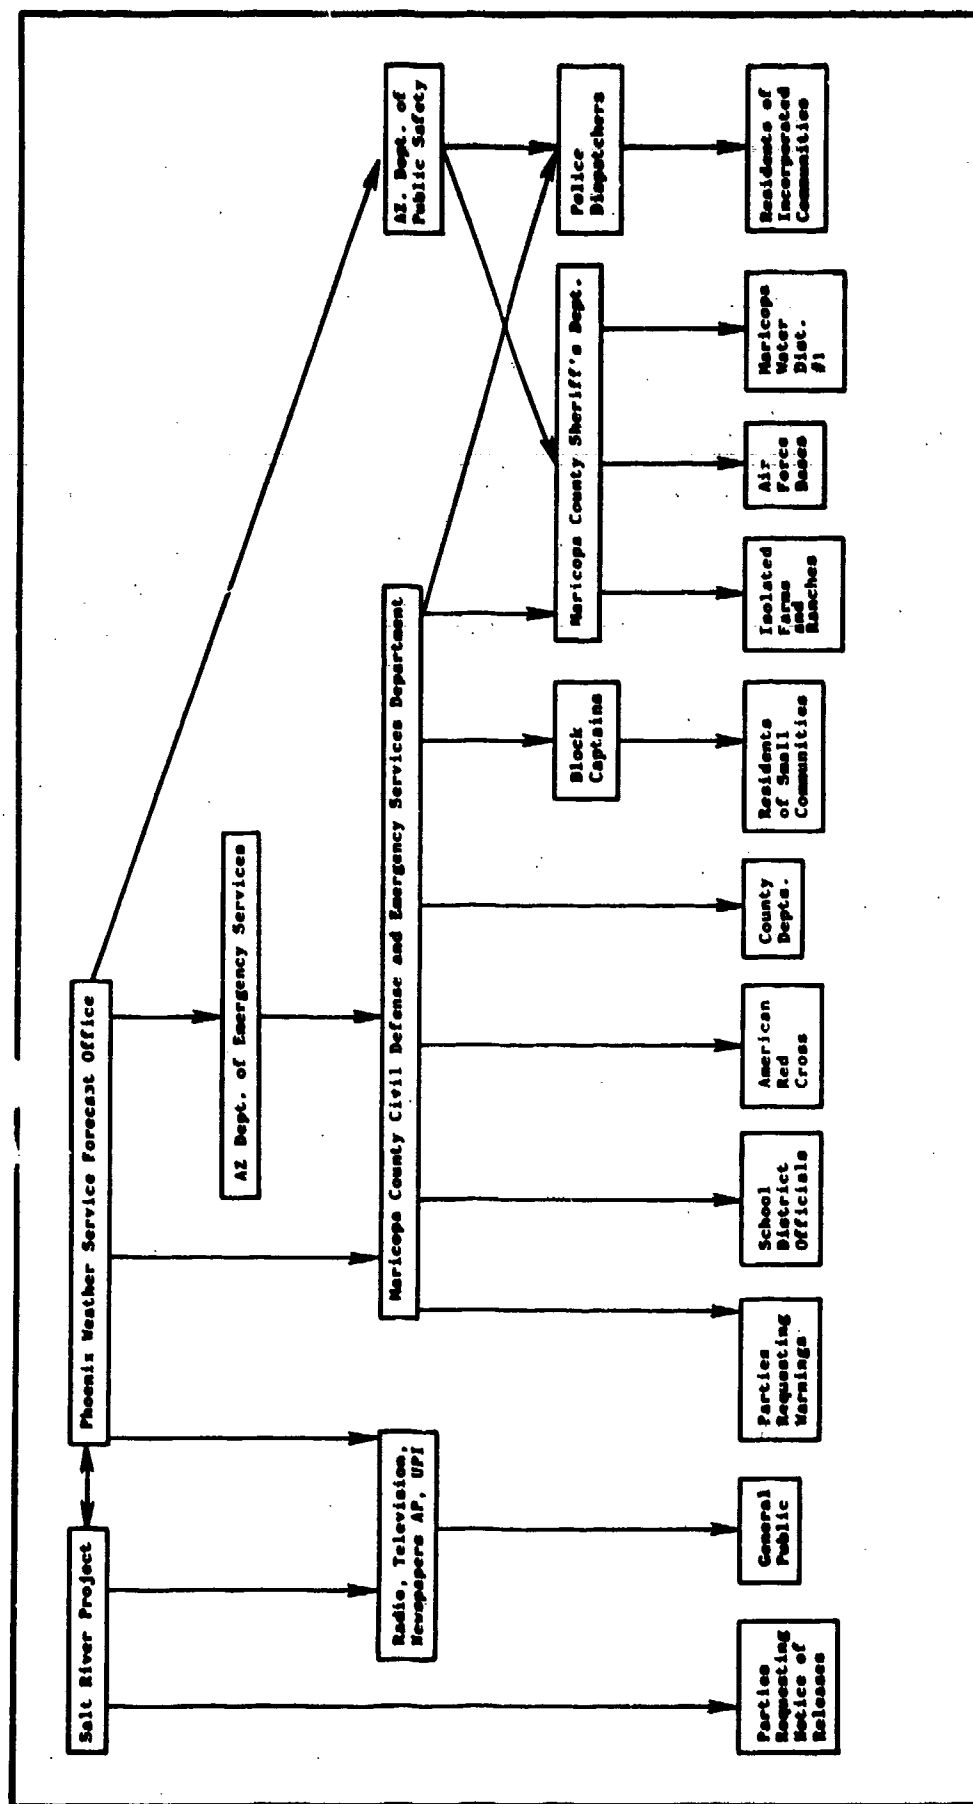 Salt River Project
Phoenix Weather Service Forecast Office
AZ Dept. of Emergency Services
Radio, Television,
Newspapers AP, UPI
Maricopa County Civil Defense and Emergency Services Department
AZ. Dept. of
Public Safety
Block
Captains
Maricopa County Sheriff's Dept.
Police
Dispatchers
Parties
Requesting
Notice of
Releases
General
Public
Parties
Requesting
Warnings
School
District
Officials
American
Red
Cross
County
Depts.
Residents
of Small
Communities
Isolated
Farms
and
Ranches
Air
Force
Bases
Maricopa
Water
Dist.
#1
Residents of
Incorporated
Communities